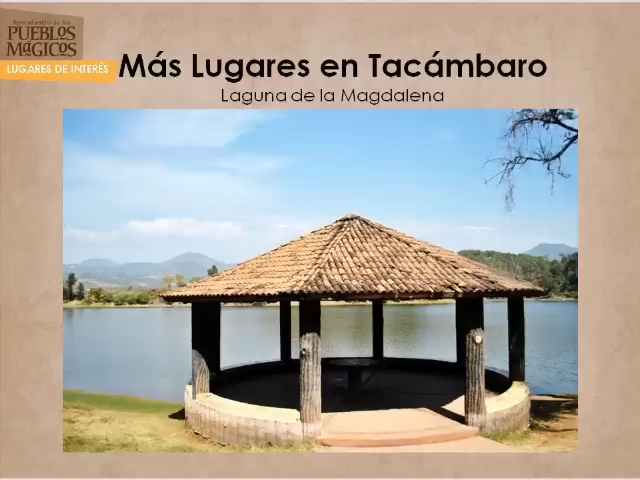 Aprendiendo de los
PUEBLOS
MÁGICOS
LUGARES DE INTERÉS
Más Lugares en Tacámbaro
Laguna de la Magdalena